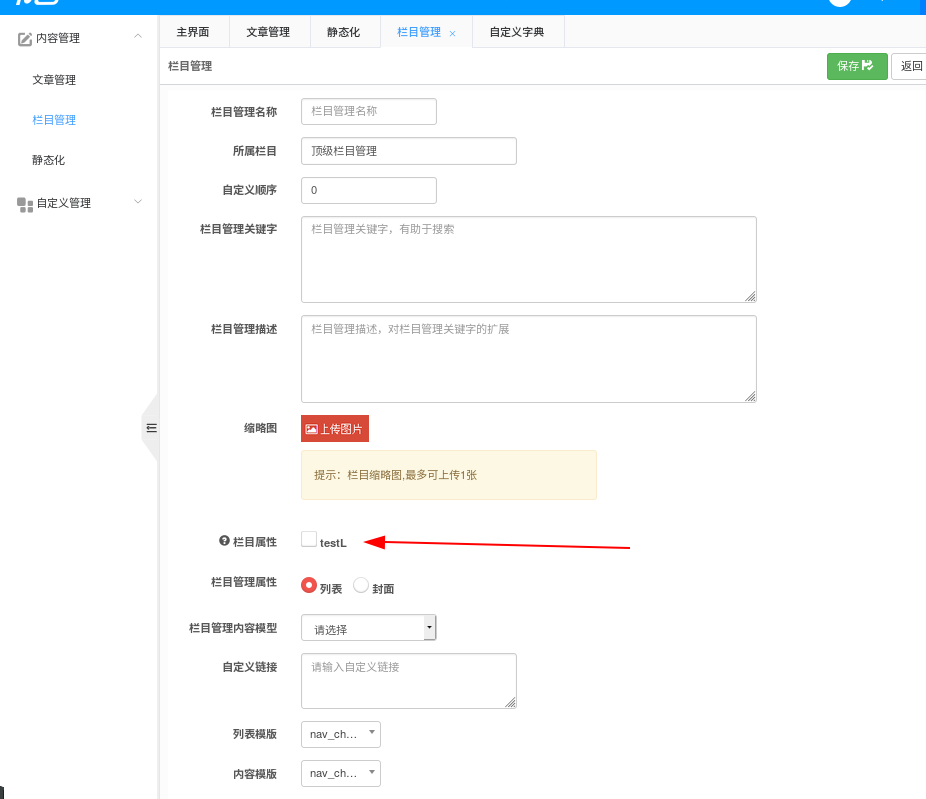 内容管理
文章管理
栏目管理
静态化
自定义管理
主界面 文章管理 静态化 栏目管理 × 自定义字典
栏目管理 保存 返回
栏目管理名称 栏目管理名称
所属栏目 顶级栏目管理
自定义顺序 0
栏目管理关键字 栏目管理关键字，有助于搜索
栏目管理描述 栏目管理描述，对栏目管理关键字的扩展
缩略图 上传图片
提示：栏目缩略图,最多可上传1张
栏目属性 testL
栏目管理属性 列表 封面
栏目管理内容模型 请选择
自定义链接 请输入自定义链接
列表模版 nav_ch...
内容模版 nav_ch...